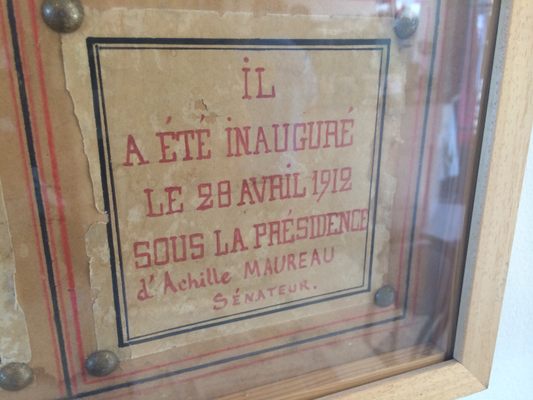 iL
A ÉTÉ iNAUGURÉ
LE 28 AVRIL 1912
SOUS LA PRÉSIDENCE
d'Achille MAUREAU
SÉNATEUR.